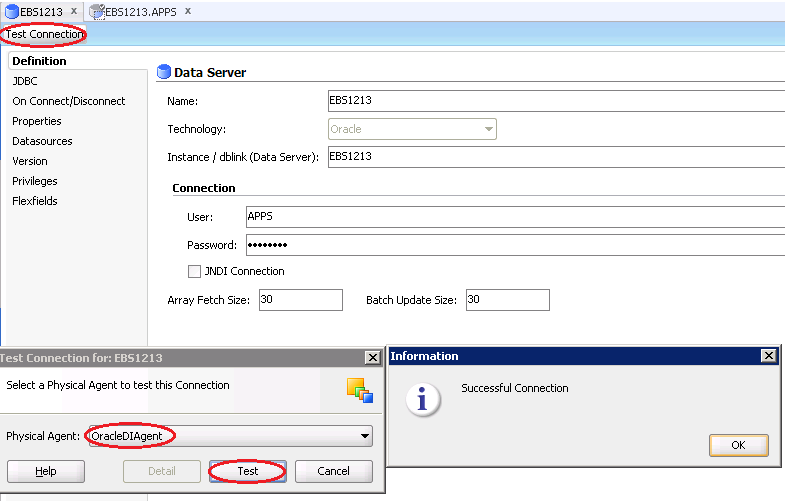 EBS1213 x EBS1213.APPS x
Test Connection
Definition
JDBC
On Connect/Disconnect
Properties
Datasources
Version
Privileges
Flexfields
Data Server
Name: EBS1213
Technology: Oracle
Instance / dblink (Data Server): EBS1213
Connection
User: APPS
Password: ••••••••
JNDI Connection
Array Fetch Size: 30 Batch Update Size: 30
Test Connection for: EBS1213
Select a Physical Agent to test this Connection
Physical Agent: OracleDIAgent
Help Detail Test Cancel
Information
Successful Connection
OK